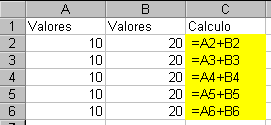 A B C
1 Valores Valores Calculo
2 10 20 =A2+B2
3 10 20 =A3+B3
4 10 20 =A4+B4
5 10 20 =A5+B5
6 10 20 =A6+B6